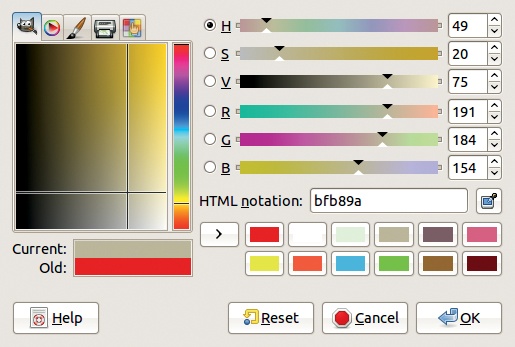 H 49
S 20
V 75
R 191
G 184
B 154
HTML notation: bfb89a
Current:
Old:
Help Reset Cancel OK